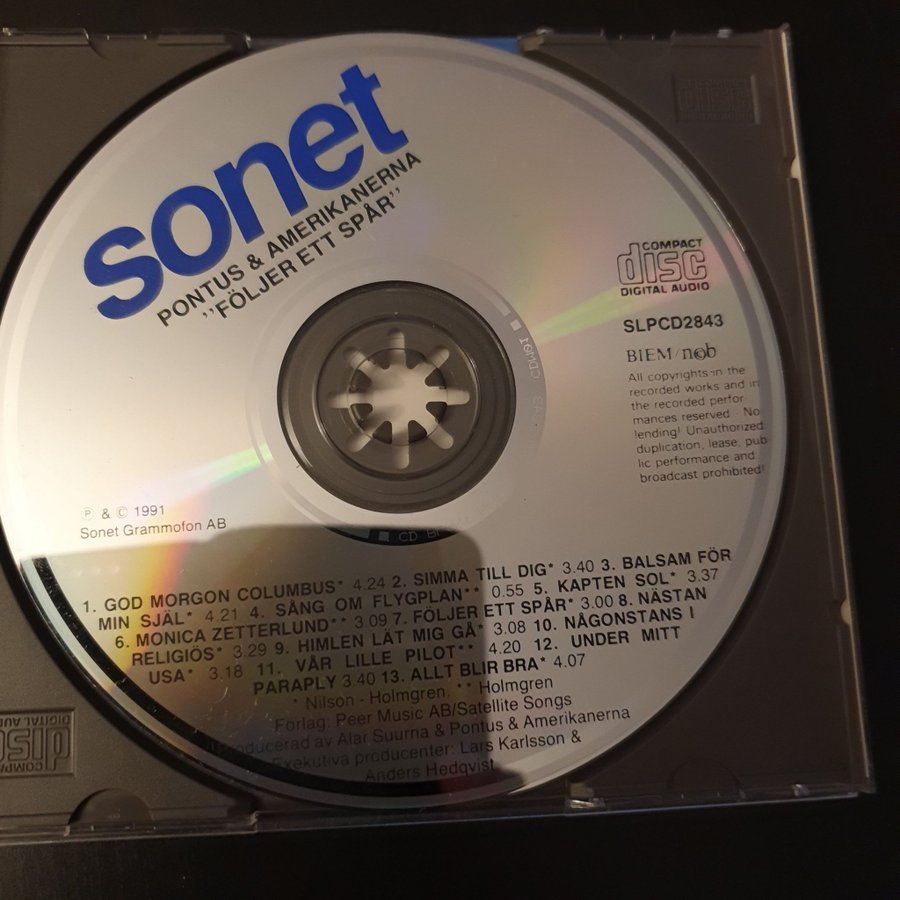 sonet
PONTUS & AMERIKANERNA
"FÖLJER ETT SPÅR"
COMPACT
disc
DIGITAL AUDIO
SLPCD2843
BIEM/n©b
All copyrights in the
recorded works and in
the recorded perfor-
mances reserved - No
lending! Unauthorized
duplication, lease, pub-
lic performance and
broadcast prohibited!
℗ & © 1991
Sonet Grammofon AB
1. GOD MORGON COLUMBUS* 4.24 2. SIMMA TILL DIG* 3.40 3. BALSAM FÖR
MIN SJÄL* 4.21 4. SÅNG OM FLYGPLAN** 0.55 5. KAPTEN SOL* 3.37
6. MONICA ZETTERLUND** 3.09 7. FÖLJER ETT SPÅR* 3.00 8. NÄSTAN
RELIGIÖS* 3.29 9. HIMLEN LÅT MIG GÅ* 3.08 10. NÅGONSTANS I
USA* 3.18 11. VÅR LILLE PILOT** 4.20 12. UNDER MITT
PARAPLY 3.40 13. ALLT BLIR BRA* 4.07
* Nilson - Holmgren. ** Holmgren
Förlag: Peer Music AB/Satellite Songs
Producerad av Alar Suurna & Pontus & Amerikanerna
Exekutiva producenter: Lars Karlsson &
Anders Hedqvist
COMPACT
disc
DIGITAL AUDIO